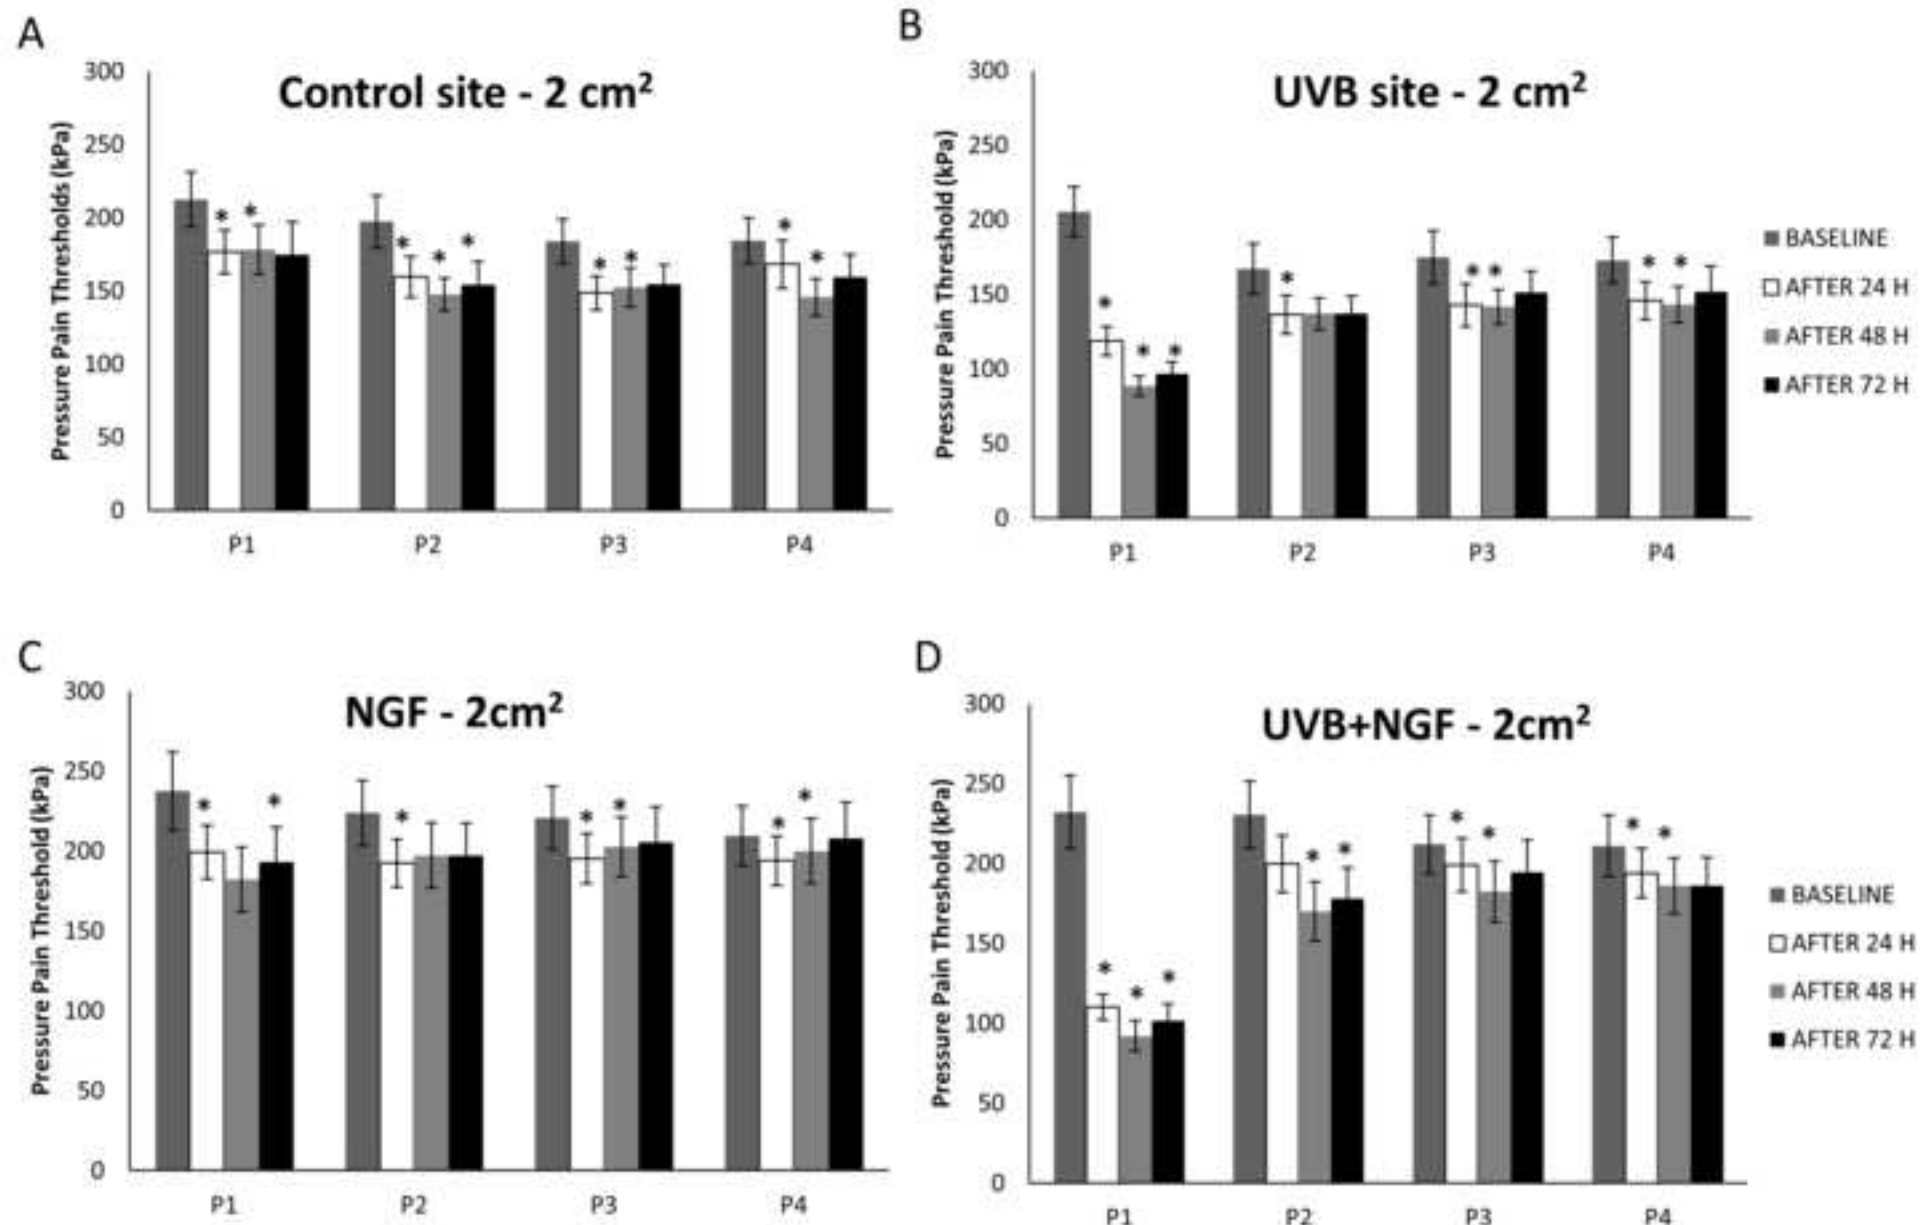 A
Control site - 2 cm²
Pressure Pain Thresholds (kPa)
300
250
200
150
100
50
0
* * * * * * * * *
P1 P2 P3 P4
B
UVB site - 2 cm²
Pressure Pain Threshold (kPa)
300
250
200
150
100
50
0
* * * * * * * *
P1 P2 P3 P4
BASELINE
AFTER 24 H
AFTER 48 H
AFTER 72 H
C
NGF - 2cm²
Pressure Pain Threshold (kPa)
300
250
200
150
100
50
0
* * * * * * *
P1 P2 P3 P4
D
UVB+NGF - 2cm²
Pressure Pain Threshold (kPa)
300
250
200
150
100
50
0
* * * * * * * * *
P1 P2 P3 P4
BASELINE
AFTER 24 H
AFTER 48 H
AFTER 72 H